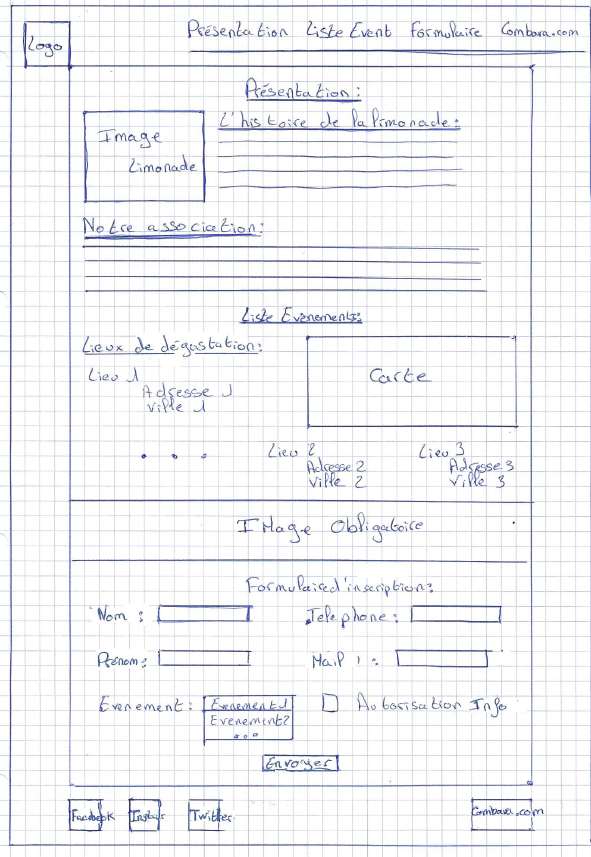 Logo
Présentation Liste Event Formulaire Combava.com
Présentation :
L'histoire de la limonade :
Image
Limonade
Notre association :
Liste Evenements :
Lieux de dégustation :
Carte
Lieu 1
Adresse 1
Ville 1
• • •
Lieu 2
Adresse 2
Ville 2
Lieu 3
Adresse 3
Ville 3
IMage Obligatoire
Formulaire d'inscription :
Nom :
Telephone :
Prénom :
Mail :
Evenement :
Evenement 1
Evenement 2
• • •
Autorisation Info
Envoyer
Facebook
Insta
Twitter
Combava.com